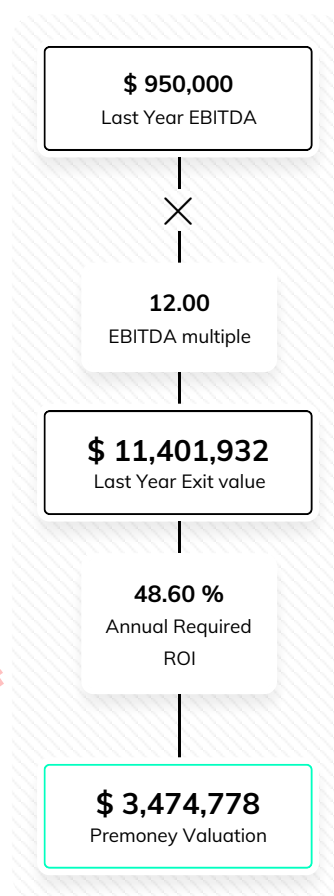 $ 950,000
Last Year EBITDA
12.00
EBITDA multiple
$ 11,401,932
Last Year Exit value
48.60 %
Annual Required
ROI
$ 3,474,778
Premoney Valuation